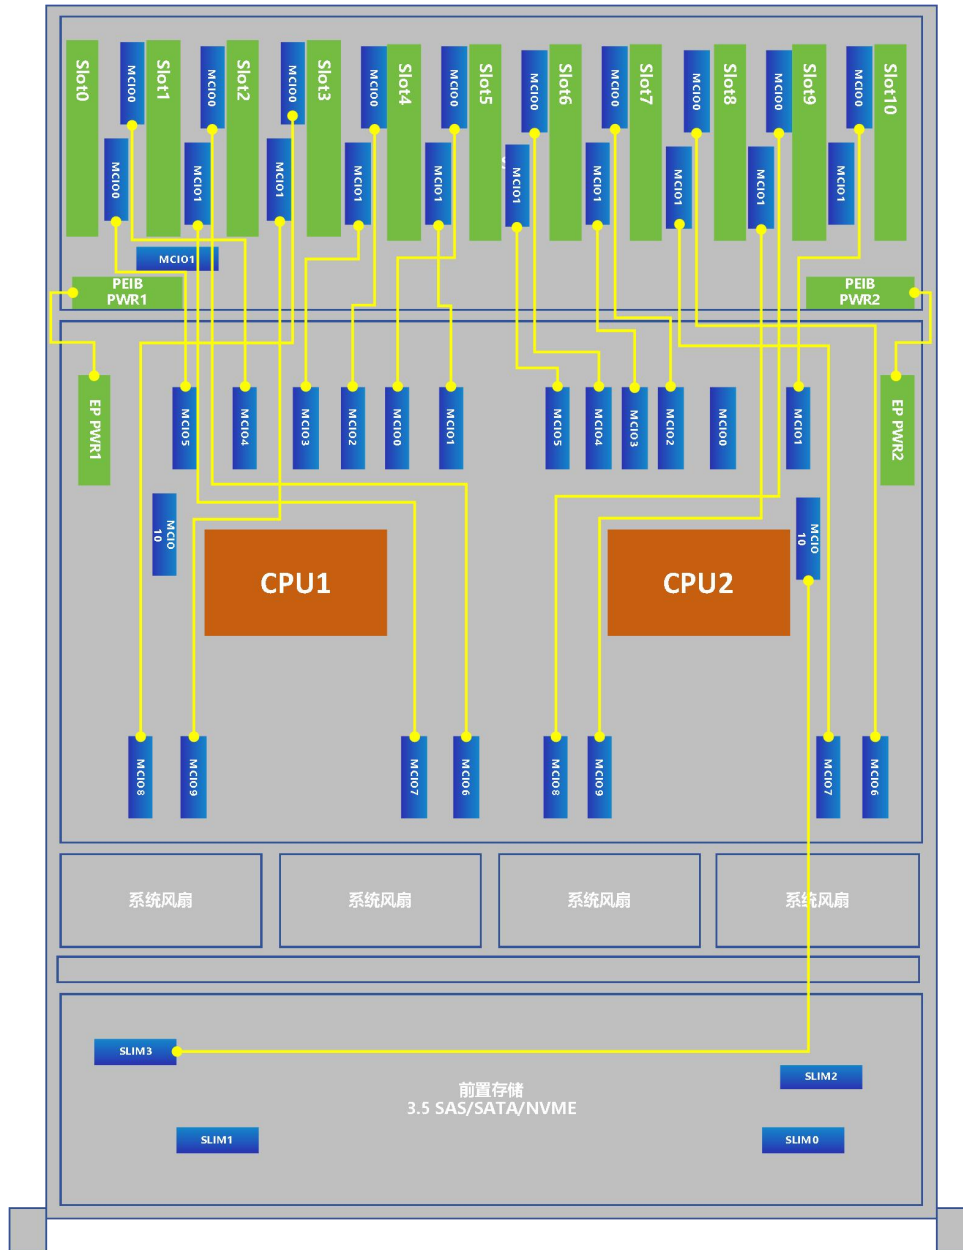 Slot0
MCIO0
Slot1
MCIO0
Slot2
MCIO0
Slot3
MCIO0
Slot4
MCIO0
Slot5
MCIO0
Slot6
MCIO0
Slot7
MCIO0
Slot8
MCIO0
Slot9
MCIO0
Slot10
MCIO0
MCIO1
MCIO1
MCIO1
MCIO1
MCIO1
MCIO1
MCIO1
MCIO1
MCIO1
MCIO1
PEIB
PWR1
PEIB
PWR2
EP PWR1
MCIO5
MCIO4
MCIO3
MCIO2
MCIO0
MCIO1
MCIO5
MCIO4
MCIO3
MCIO2
MCIO0
MCIO1
EP PWR2
MCIO
10
MCIO
10
CPU1
CPU2
MCIO8
MCIO9
MCIO7
MCIO6
MCIO8
MCIO9
MCIO7
MCIO6
系统风扇
系统风扇
系统风扇
系统风扇
SLIM3
SLIM2
前置存储
3.5 SAS/SATA/NVME
SLIM1
SLIM0